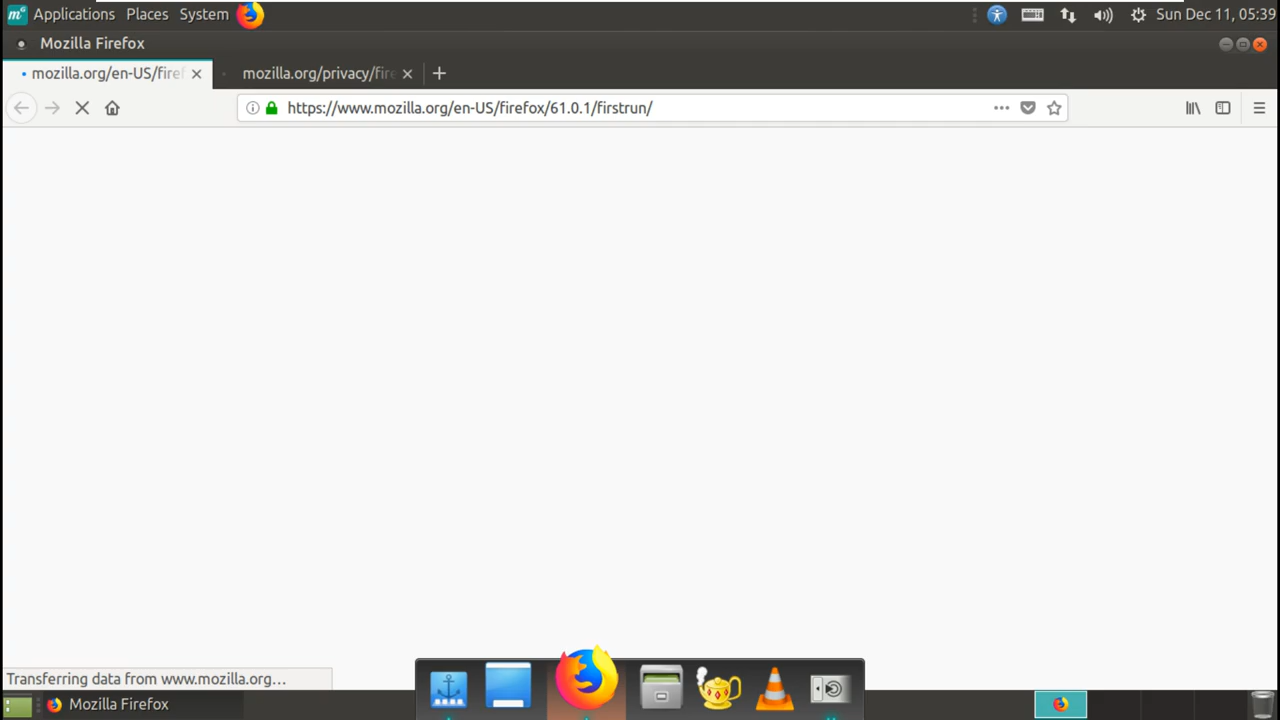 Applications Places System Sun Dec 11, 05:39
Mozilla Firefox
mozilla.org/en-US/firef mozilla.org/privacy/fire
https://www.mozilla.org/en-US/firefox/61.0.1/firstrun/
Transferring data from www.mozilla.org…
Mozilla Firefox